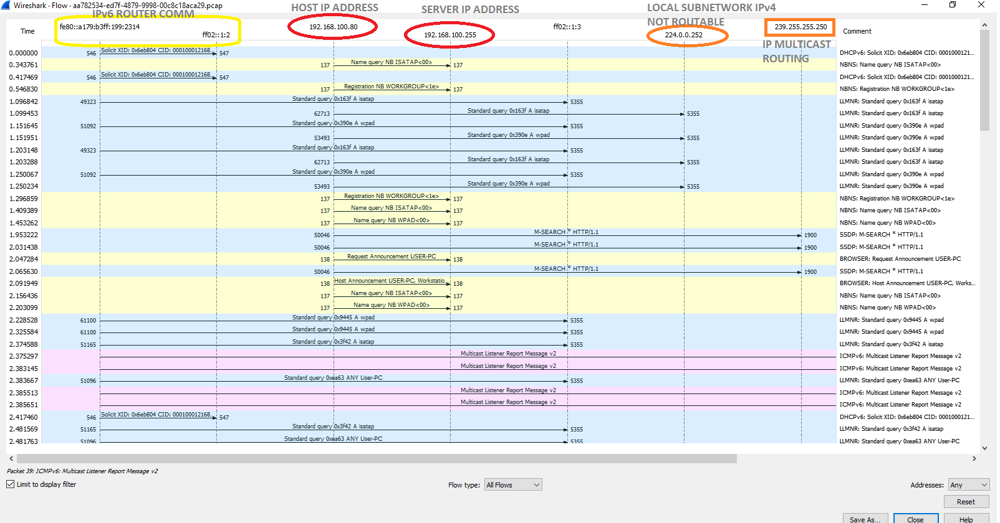 Wireshark · Flow · aa782534-ed7f-4879-9998-00c8c18aca29.pcap
IPv6 ROUTER COMM
HOST IP ADDRESS
SERVER IP ADDRESS
LOCAL SUBNETWORK IPv4
NOT ROUTABLE
Time
fe80::a179:b3ff:199:2314
ff02::1:2
192.168.100.80
192.168.100.255
ff02::1:3
224.0.0.252
239.255.255.250
Comment
IP MULTICAST
ROUTING
0.000000 546 Solicit XID: 0x6eb804 CID: 000100012168... 547 DHCPv6: Solicit XID: 0x6eb804 CID: 0001000121...
0.343761 137 Name query NB ISATAP<00> 137 NBNS: Name query NB ISATAP<00>
0.417469 546 Solicit XID: 0x6eb804 CID: 000100012168... 547 DHCPv6: Solicit XID: 0x6eb804 CID: 0001000121...
0.546830 137 Registration NB WORKGROUP<1e> 137 NBNS: Registration NB WORKGROUP<1e>
1.096842 49323 Standard query 0x163f A isatap 5355 LLMNR: Standard query 0x163f A isatap
1.099453 62713 Standard query 0x163f A isatap 5355 LLMNR: Standard query 0x163f A isatap
1.151645 51092 Standard query 0x390e A wpad 5355 LLMNR: Standard query 0x390e A wpad
1.151951 53493 Standard query 0x390e A wpad 5355 LLMNR: Standard query 0x390e A wpad
1.203148 49323 Standard query 0x163f A isatap 5355 LLMNR: Standard query 0x163f A isatap
1.203288 62713 Standard query 0x163f A isatap 5355 LLMNR: Standard query 0x163f A isatap
1.250067 51092 Standard query 0x390e A wpad 5355 LLMNR: Standard query 0x390e A wpad
1.250234 53493 Standard query 0x390e A wpad 5355 LLMNR: Standard query 0x390e A wpad
1.296859 137 Registration NB WORKGROUP<1e> 137 NBNS: Registration NB WORKGROUP<1e>
1.409389 137 Name query NB ISATAP<00> 137 NBNS: Name query NB ISATAP<00>
1.453262 137 Name query NB WPAD<00> 137 NBNS: Name query NB WPAD<00>
1.953222 50046 M-SEARCH * HTTP/1.1 1900 SSDP: M-SEARCH * HTTP/1.1
2.031438 50046 M-SEARCH * HTTP/1.1 1900 SSDP: M-SEARCH * HTTP/1.1
2.047284 138 Request Announcement USER-PC 138 BROWSER: Request Announcement USER-PC
2.065630 50046 M-SEARCH * HTTP/1.1 1900 SSDP: M-SEARCH * HTTP/1.1
2.091949 138 Host Announcement USER-PC, Workstatio... 138 BROWSER: Host Announcement USER-PC, Works...
2.156436 137 Name query NB ISATAP<00> 137 NBNS: Name query NB ISATAP<00>
2.203099 137 Name query NB WPAD<00> 137 NBNS: Name query NB WPAD<00>
2.228528 61100 Standard query 0x9445 A wpad 5355 LLMNR: Standard query 0x9445 A wpad
2.325584 61100 Standard query 0x9445 A wpad 5355 LLMNR: Standard query 0x9445 A wpad
2.374588 51165 Standard query 0x3f42 A isatap 5355 LLMNR: Standard query 0x3f42 A isatap
2.375297 Multicast Listener Report Message v2 ICMPv6: Multicast Listener Report Message v2
2.383145 Multicast Listener Report Message v2 ICMPv6: Multicast Listener Report Message v2
2.383667 51096 Standard query 0xea63 ANY User-PC 5355 LLMNR: Standard query 0xea63 ANY User-PC
2.385513 Multicast Listener Report Message v2 ICMPv6: Multicast Listener Report Message v2
2.385651 Multicast Listener Report Message v2 ICMPv6: Multicast Listener Report Message v2
2.417460 546 Solicit XID: 0x6eb804 CID: 000100012168... 547 DHCPv6: Solicit XID: 0x6eb804 CID: 0001000121...
2.481569 51165 Standard query 0x3f42 A isatap 5355 LLMNR: Standard query 0x3f42 A isatap
2.481763 51096 Standard query 0xea63 ANY User-PC 5355 LLMNR: Standard query 0xea63 ANY User-PC
Packet 39: ICMPv6: Multicast Listener Report Message v2
Limit to display filter
Flow type: All Flows
Addresses: Any
Reset
Save As...
Close
Help